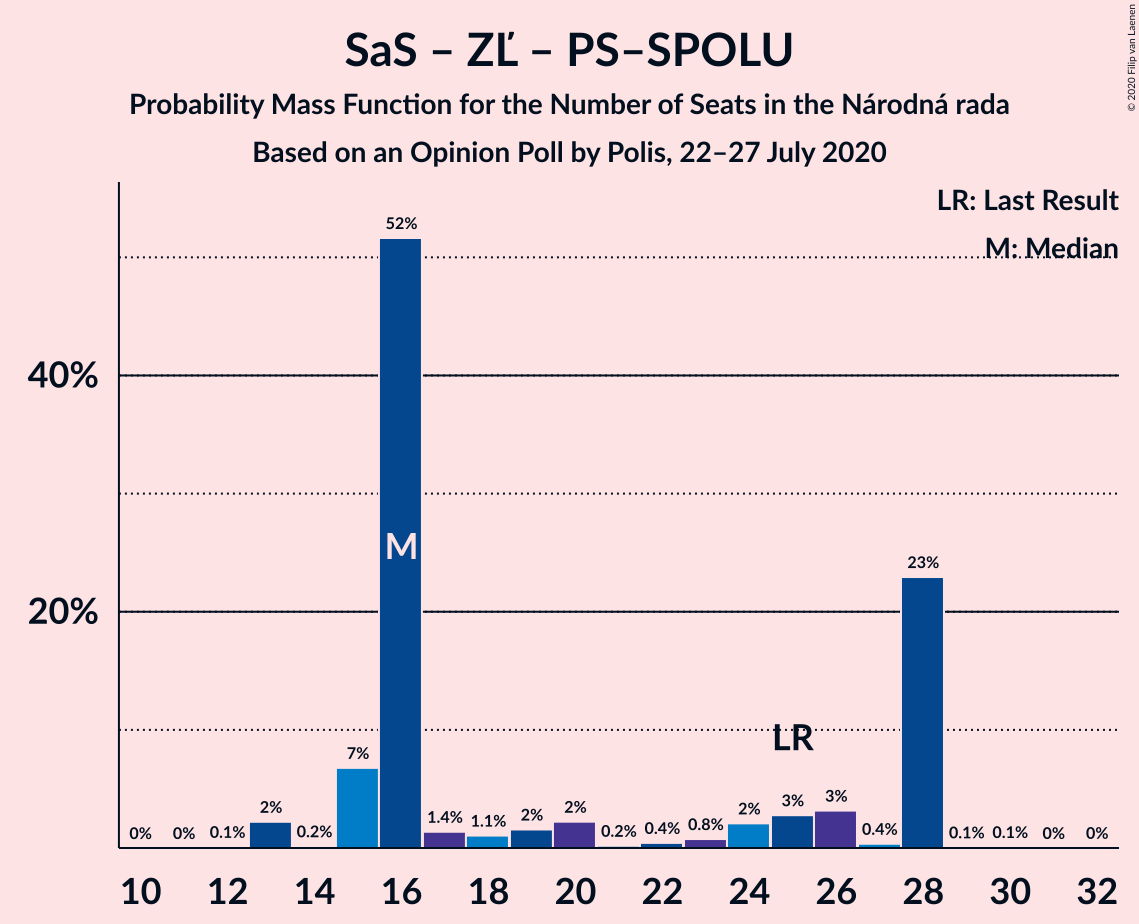 SaS – ZĽ – PS–SPOLU
Probability Mass Function for the Number of Seats in the Národná rada
Based on an Opinion Poll by Polis, 22–27 July 2020
© 2020 Filip van Laenen
LR: Last Result
M: Median
40%
20%
0%
0%
0.1%
2%
0.2%
7%
52%
1.4%
1.1%
2%
2%
0.2%
0.4%
0.8%
2%
3%
3%
0.4%
23%
0.1%
0.1%
0%
0%
M
LR
10 12 14 16 18 20 22 24 26 28 30 32